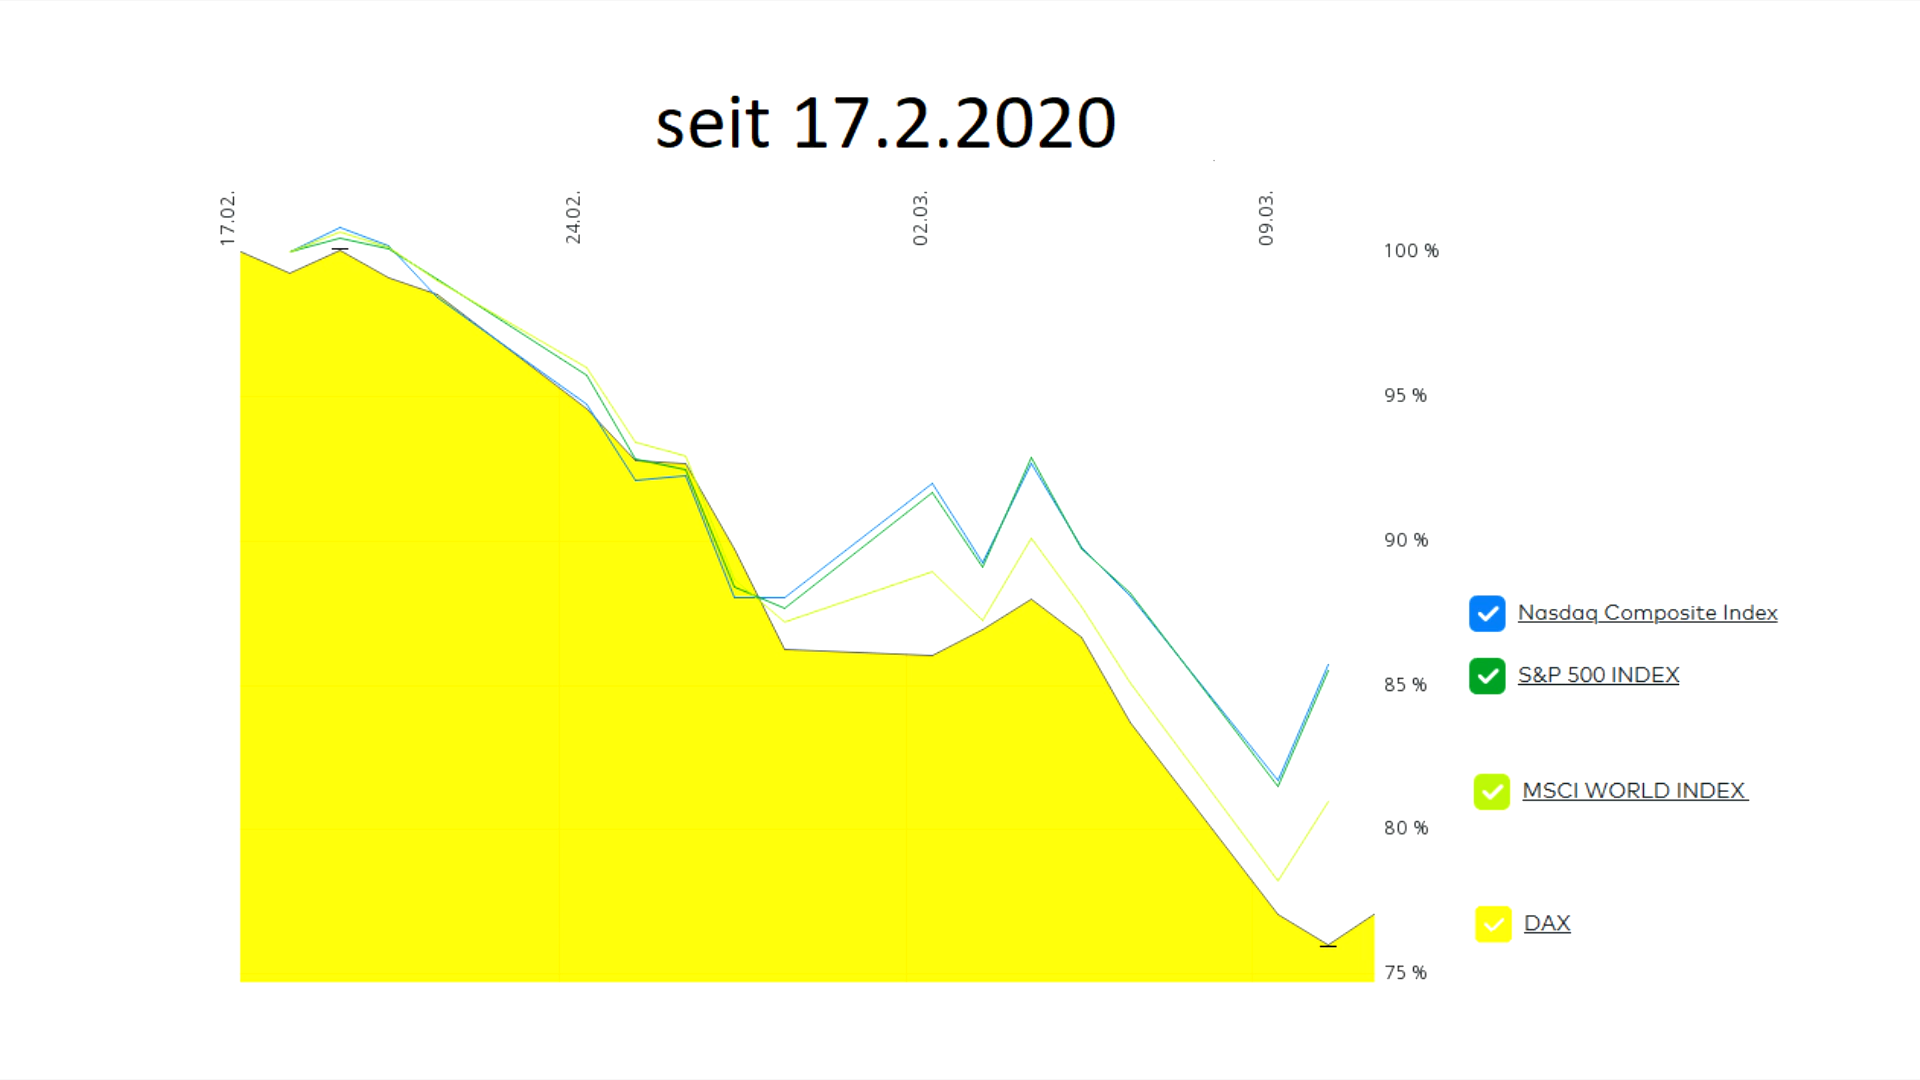 seit 17.2.2020
17.02.
24.02.
02.03.
09.03.
100 %
95 %
90 %
85 %
80 %
75 %
Nasdaq Composite Index
S&P 500 INDEX
MSCI WORLD INDEX
DAX